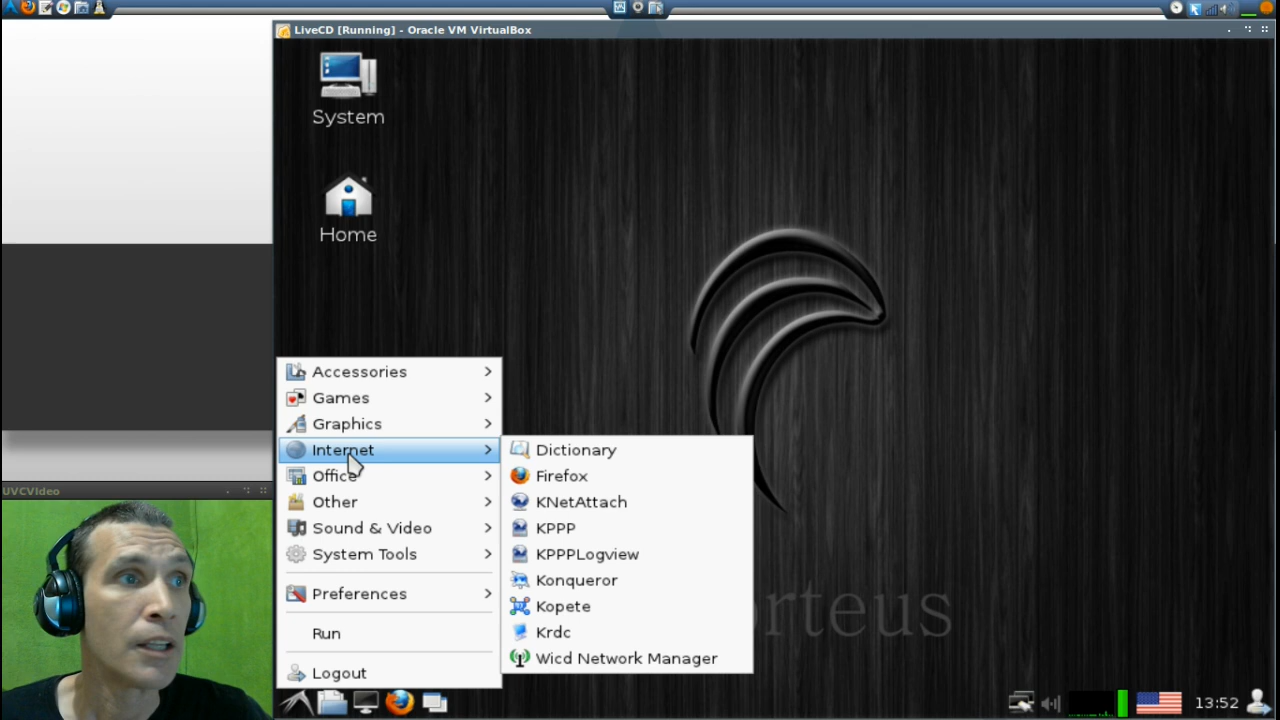 LiveCD [Running] - Oracle VM VirtualBox
System
Home
Accessories
Games
Graphics
Internet
Office
Other
Sound & Video
System Tools
Preferences
Run
Logout
Dictionary
Firefox
KNetAttach
KPPP
KPPPLogview
Konqueror
Kopete
Krdc
Wicd Network Manager
orteus
UVCVideo
13:52